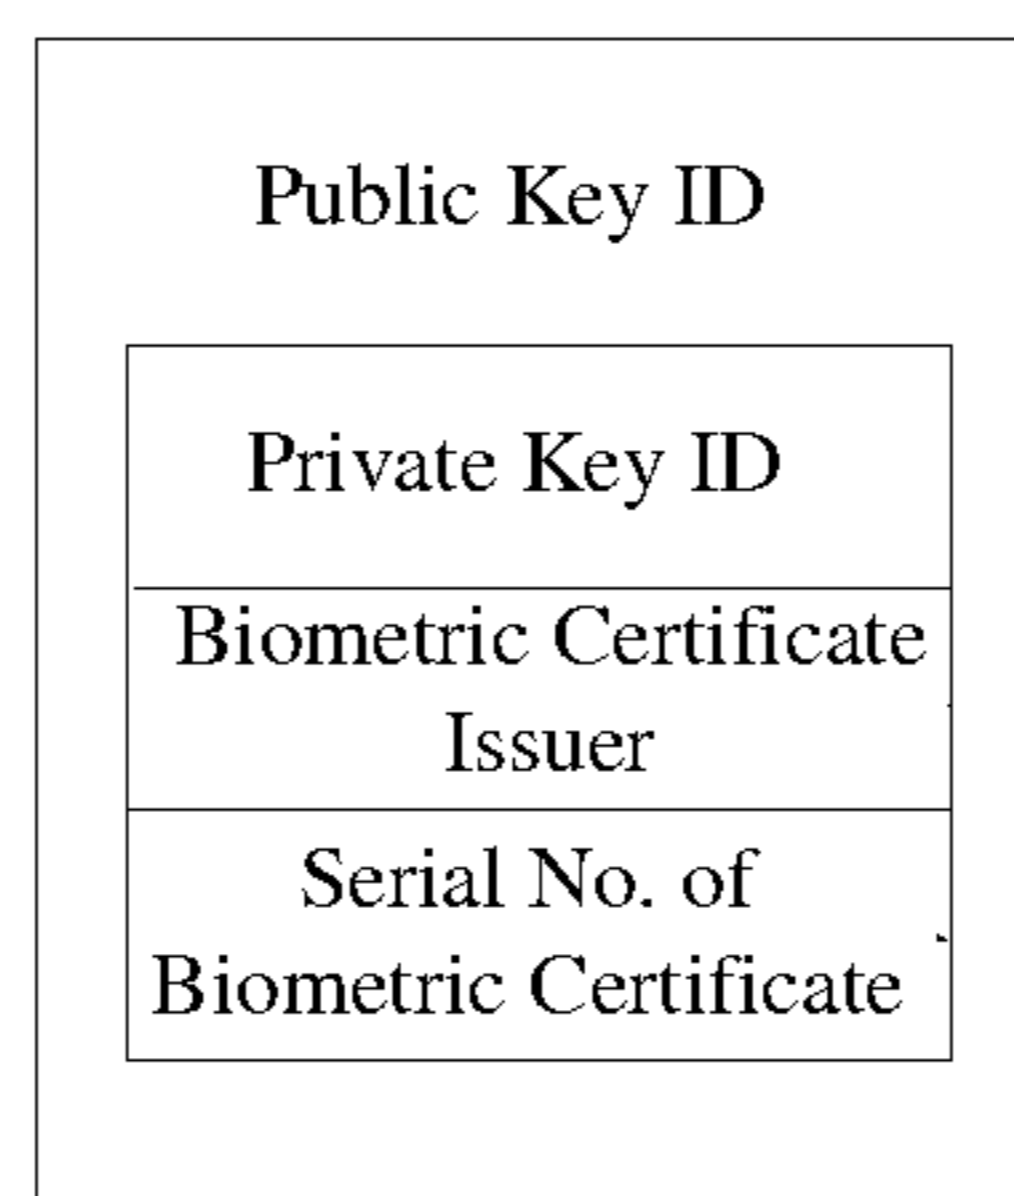 Public Key ID
Private Key ID
Biometric Certificate
Issuer
Serial No. of
Biometric Certificate